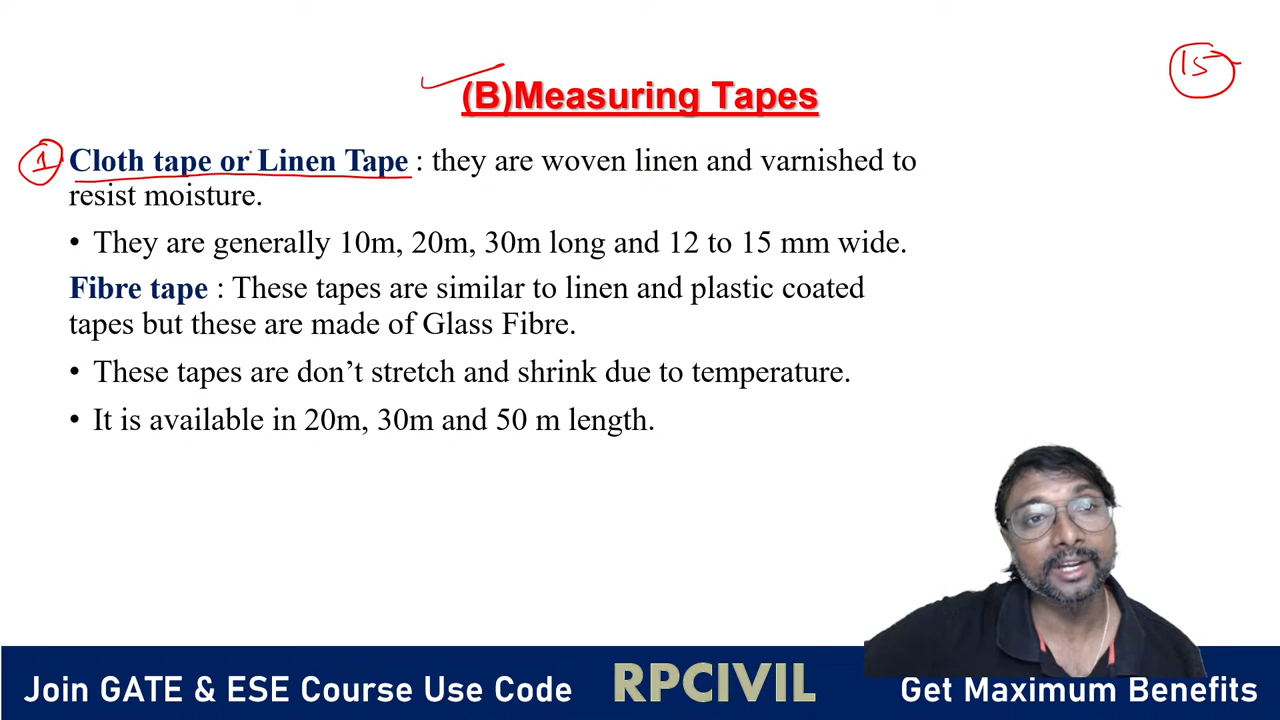 15
(B)Measuring Tapes
1 Cloth tape or Linen Tape : they are woven linen and varnished to
resist moisture.
• They are generally 10m, 20m, 30m long and 12 to 15 mm wide.
Fibre tape : These tapes are similar to linen and plastic coated
tapes but these are made of Glass Fibre.
• These tapes are don’t stretch and shrink due to temperature.
• It is available in 20m, 30m and 50 m length.
Join GATE & ESE Course Use Code RPCIVIL Get Maximum Benefits